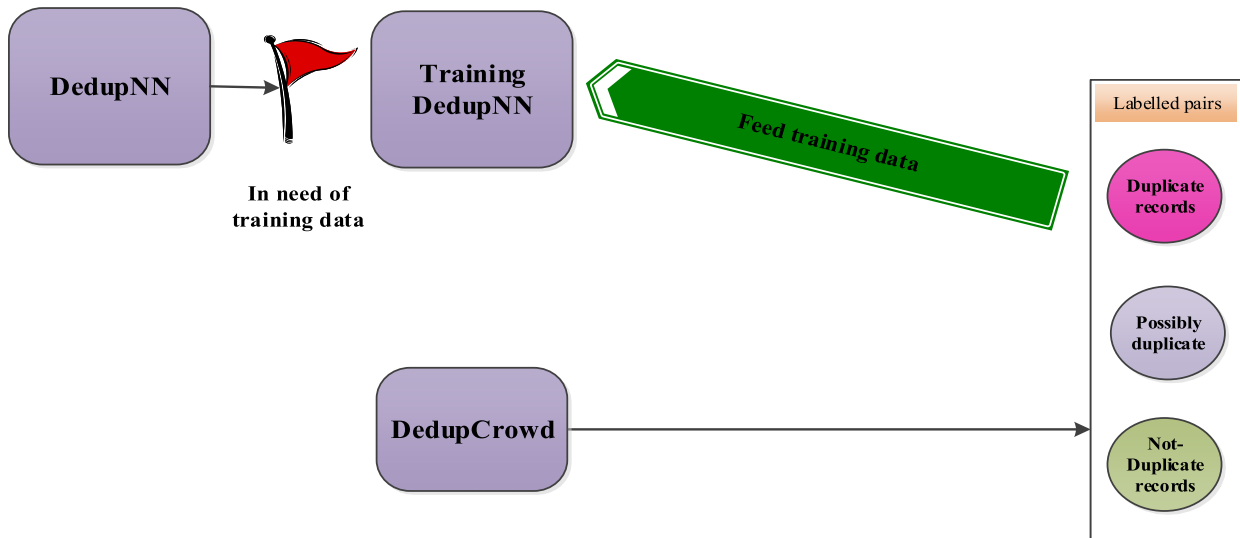 DedupNN
In need of
training data
Training
DedupNN
Feed training data
Labelled pairs
Duplicate
records
Possibly
duplicate
DedupCrowd
Not-
Duplicate
records